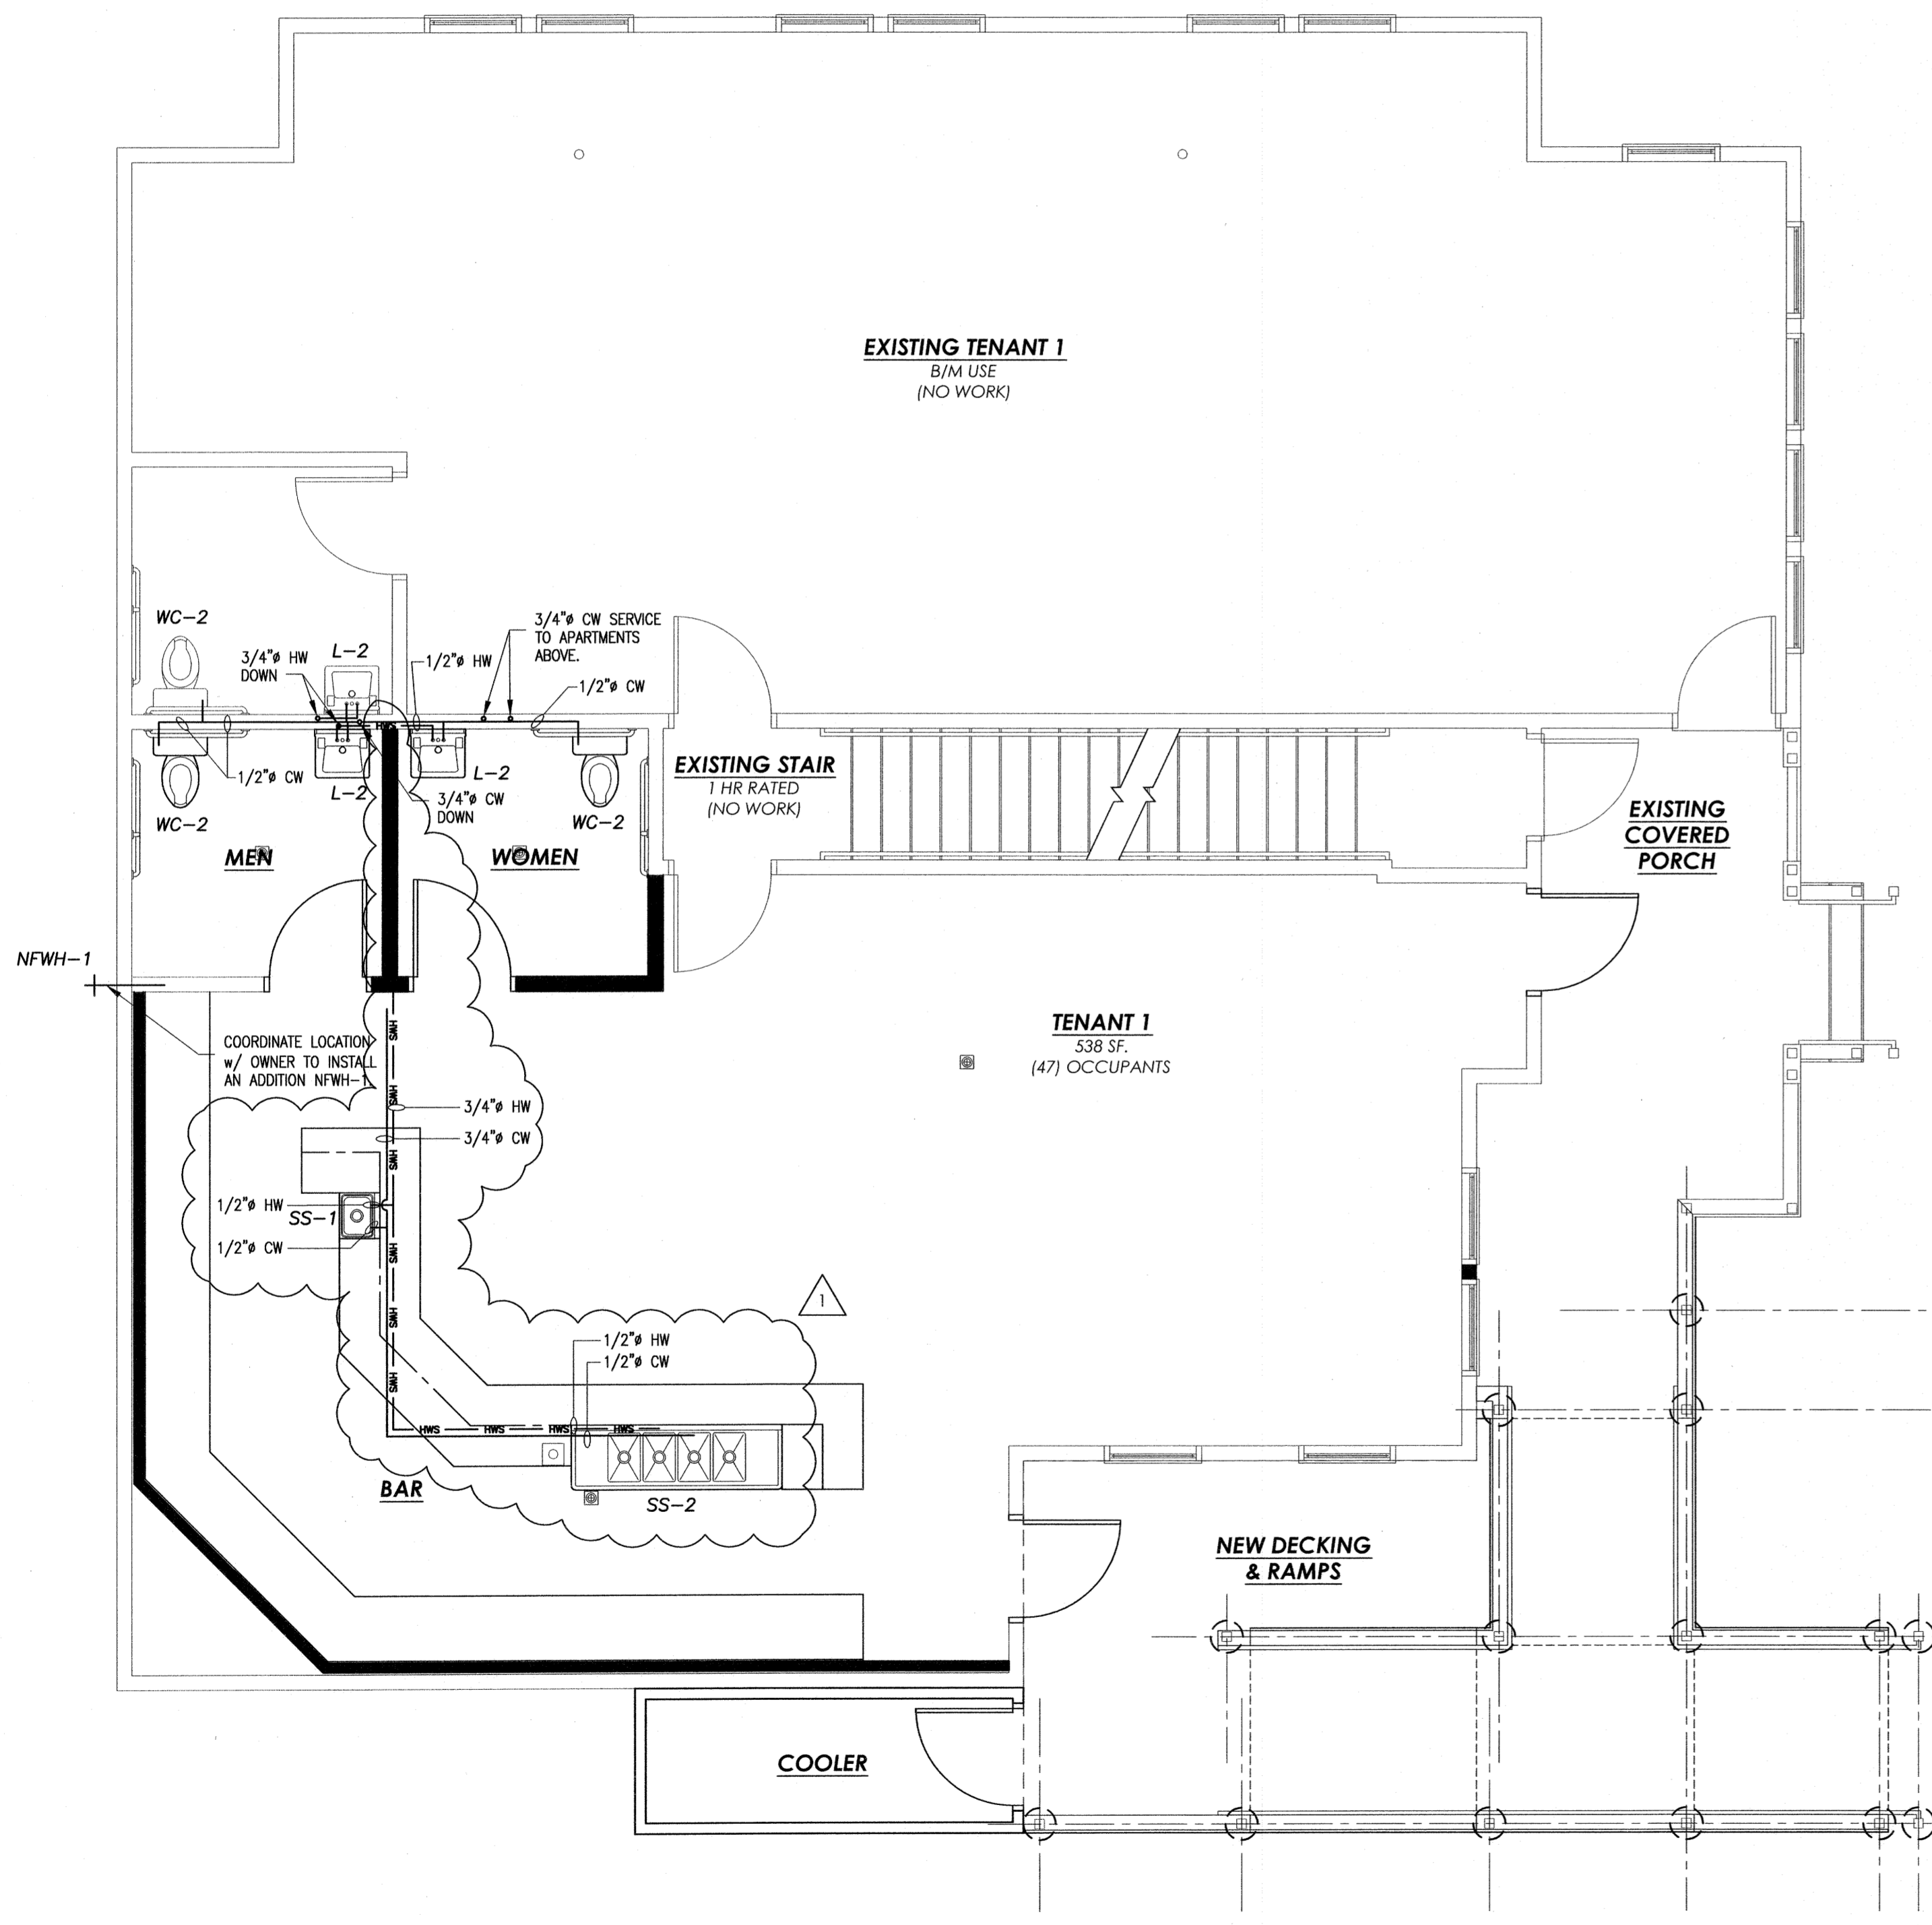 EXISTING TENANT 1
B/M USE
(NO WORK)
WC-2
3/4"ø HW
DOWN
L-2
1/2"ø HW
3/4"ø CW SERVICE
TO APARTMENTS
ABOVE.
1/2"ø CW
HWS
1/2"ø CW
L-2
L-2
3/4"ø CW
DOWN
WC-2
WC-2
MEN
WOMEN
EXISTING STAIR
1 HR RATED
(NO WORK)
EXISTING
COVERED
PORCH
NFWH-1
COORDINATE LOCATION
w/ OWNER TO INSTALL
AN ADDITION NFWH-1.
TENANT 1
538 SF.
(47) OCCUPANTS
HWS
HWS
3/4"ø HW
3/4"ø CW
HWS
1/2"ø HW
SS-1
1/2"ø CW
HWS
HWS
HWS
1
1/2"ø HW
1/2"ø CW
HWS
HWS
HWS
HWS
BAR
SS-2
NEW DECKING
& RAMPS
COOLER